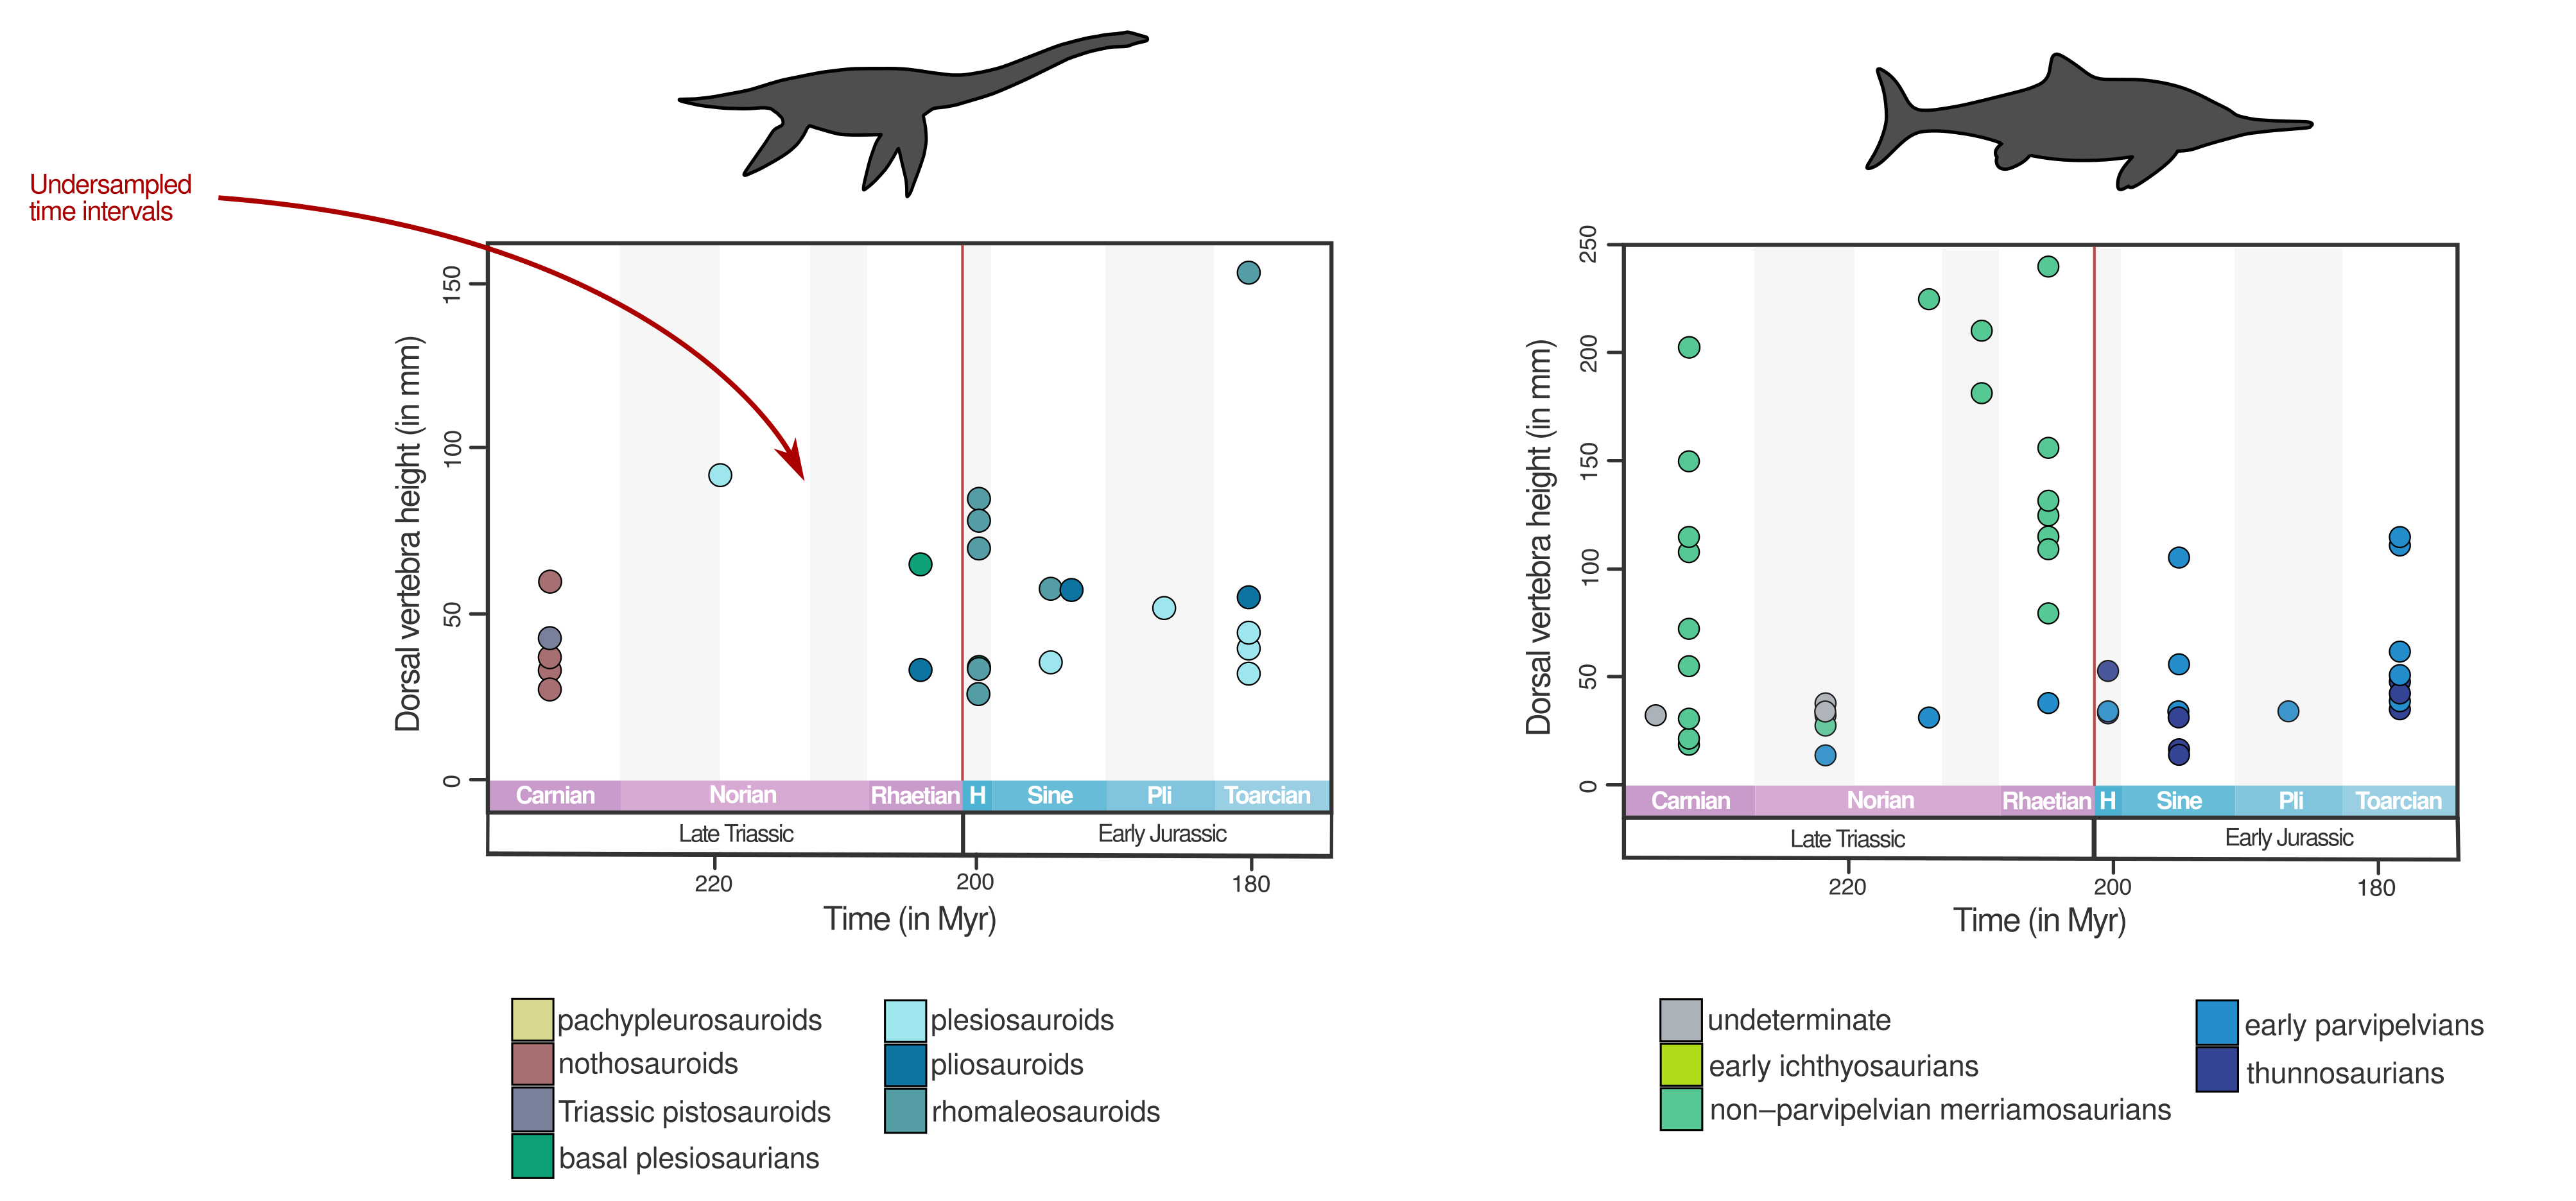 Undersampled
time intervals
Dorsal vertebra height (in mm)
150
100
50
0
Carnian Norian Rhaetian H Sine Pli Toarcian
Late Triassic Early Jurassic
220 200 180
Time (in Myr)
pachypleurosauroids
nothosauroids
Triassic pistosauroids
basal plesiosaurians
plesiosauroids
pliosauroids
rhomaleosauroids
Dorsal vertebra height (in mm)
250
200
150
100
50
0
Carnian Norian Rhaetian H Sine Pli Toarcian
Late Triassic Early Jurassic
220 200 180
Time (in Myr)
undeterminate
early ichthyosaurians
non–parvipelvian merriamosaurians
early parvipelvians
thunnosaurians